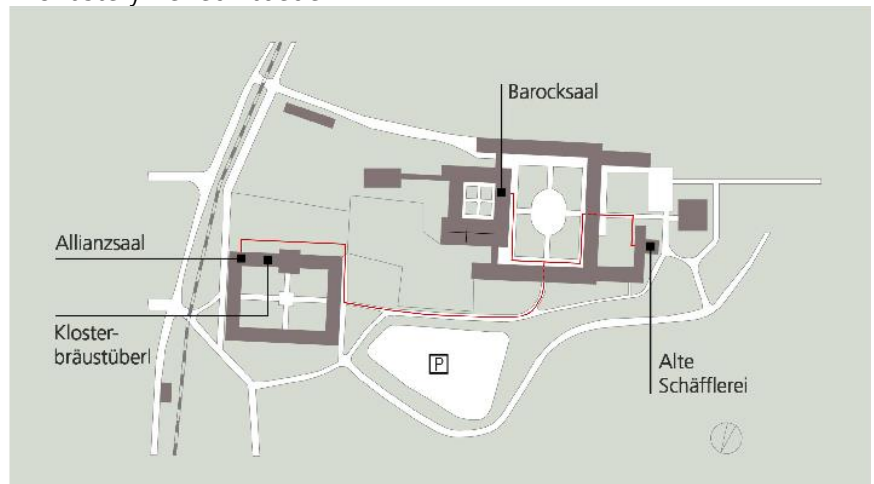 Barocksaal
Allianzsaal
Kloster-
bräustüberl
P
Alte
Schäfflerei